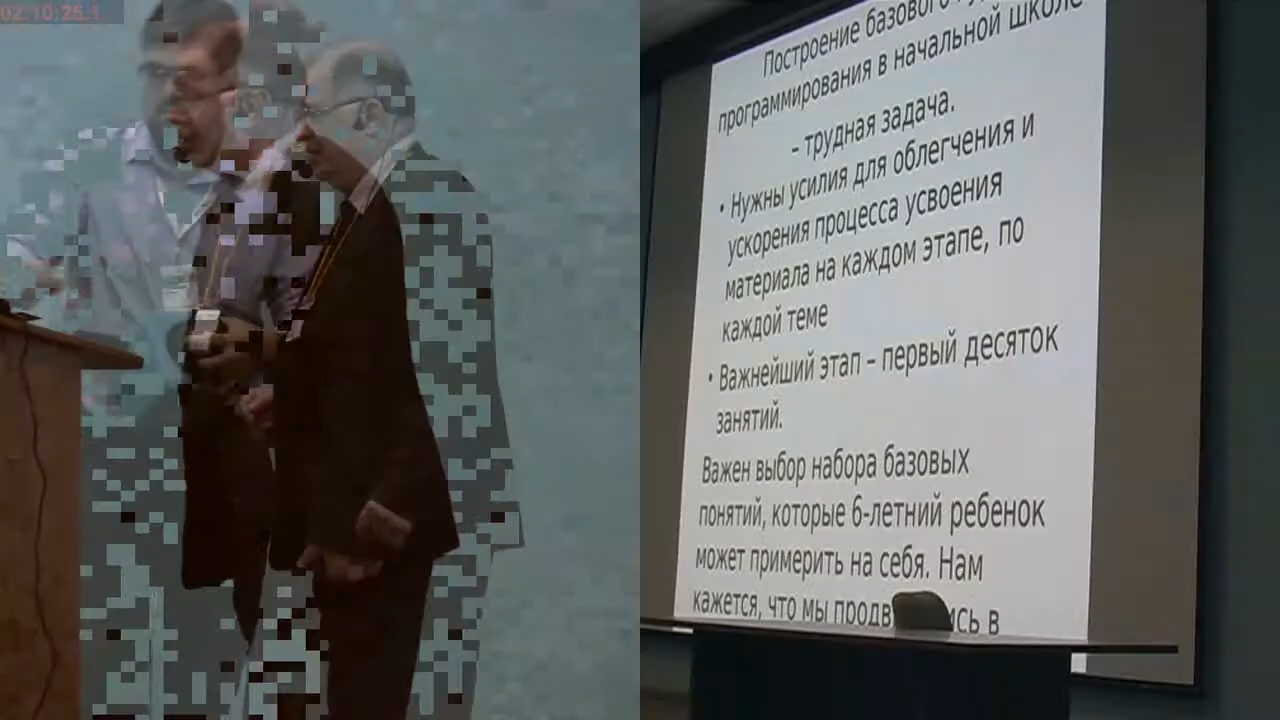 02:10:25.1
Построение базового
программирования в начальной школе
– трудная задача.
• Нужны усилия для облегчения и
ускорения процесса усвоения
материала на каждом этапе, по
каждой теме
• Важнейший этап – первый десяток
занятий.
Важен выбор набора базовых
понятий, которые 6-летний ребенок
может примерить на себя. Нам
кажется, что мы в